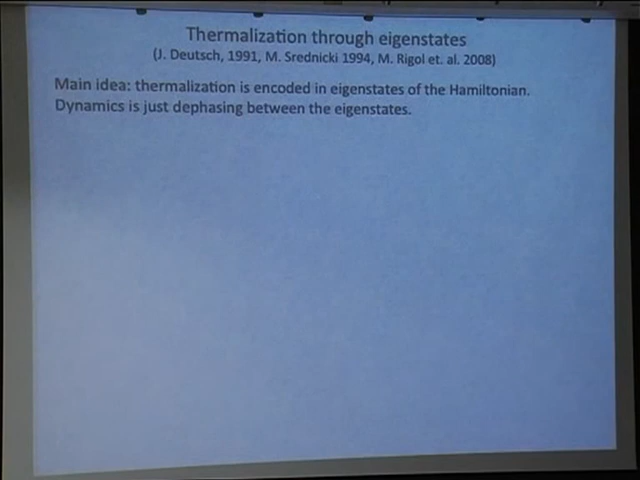 Thermalization through eigenstates
(J. Deutsch, 1991, M. Srednicki 1994, M. Rigol et. al. 2008)
Main idea: thermalization is encoded in eigenstates of the Hamiltonian.
Dynamics is just dephasing between the eigenstates.